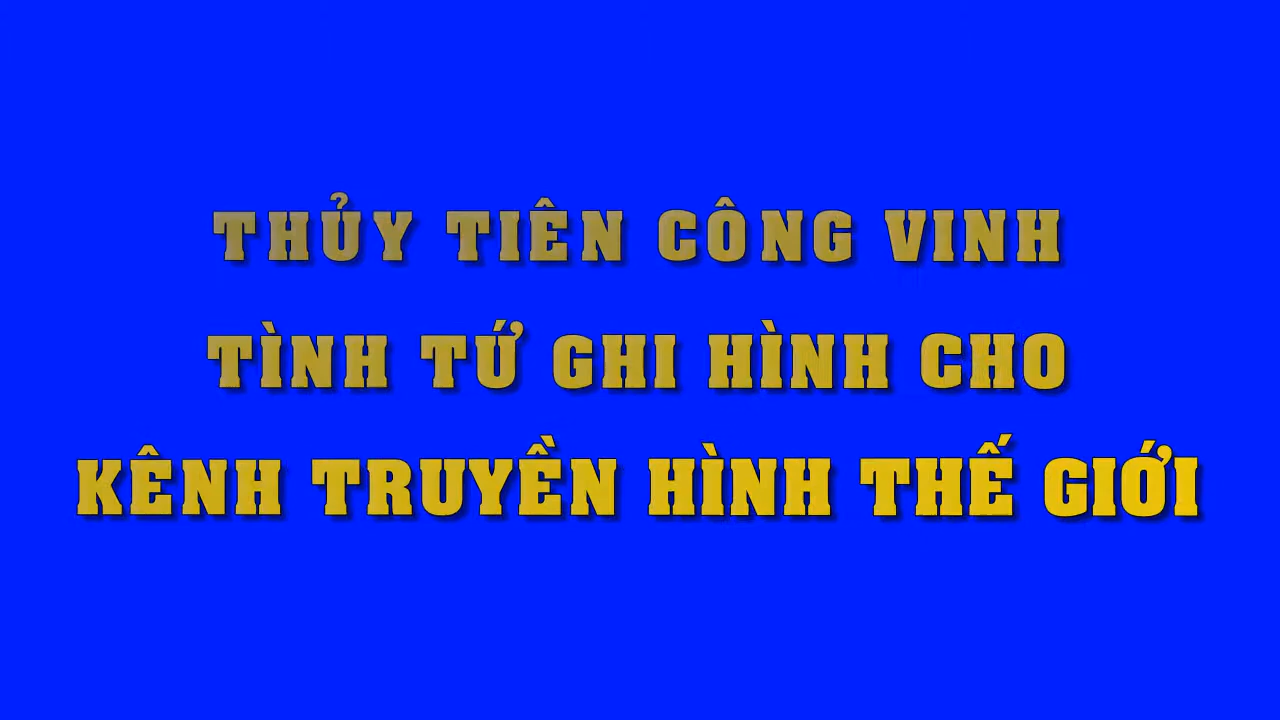 THỦY TIÊN CÔNG VINH
TÌNH TỨ GHI HÌNH CHO
KÊNH TRUYỀN HÌNH THẾ GIỚI